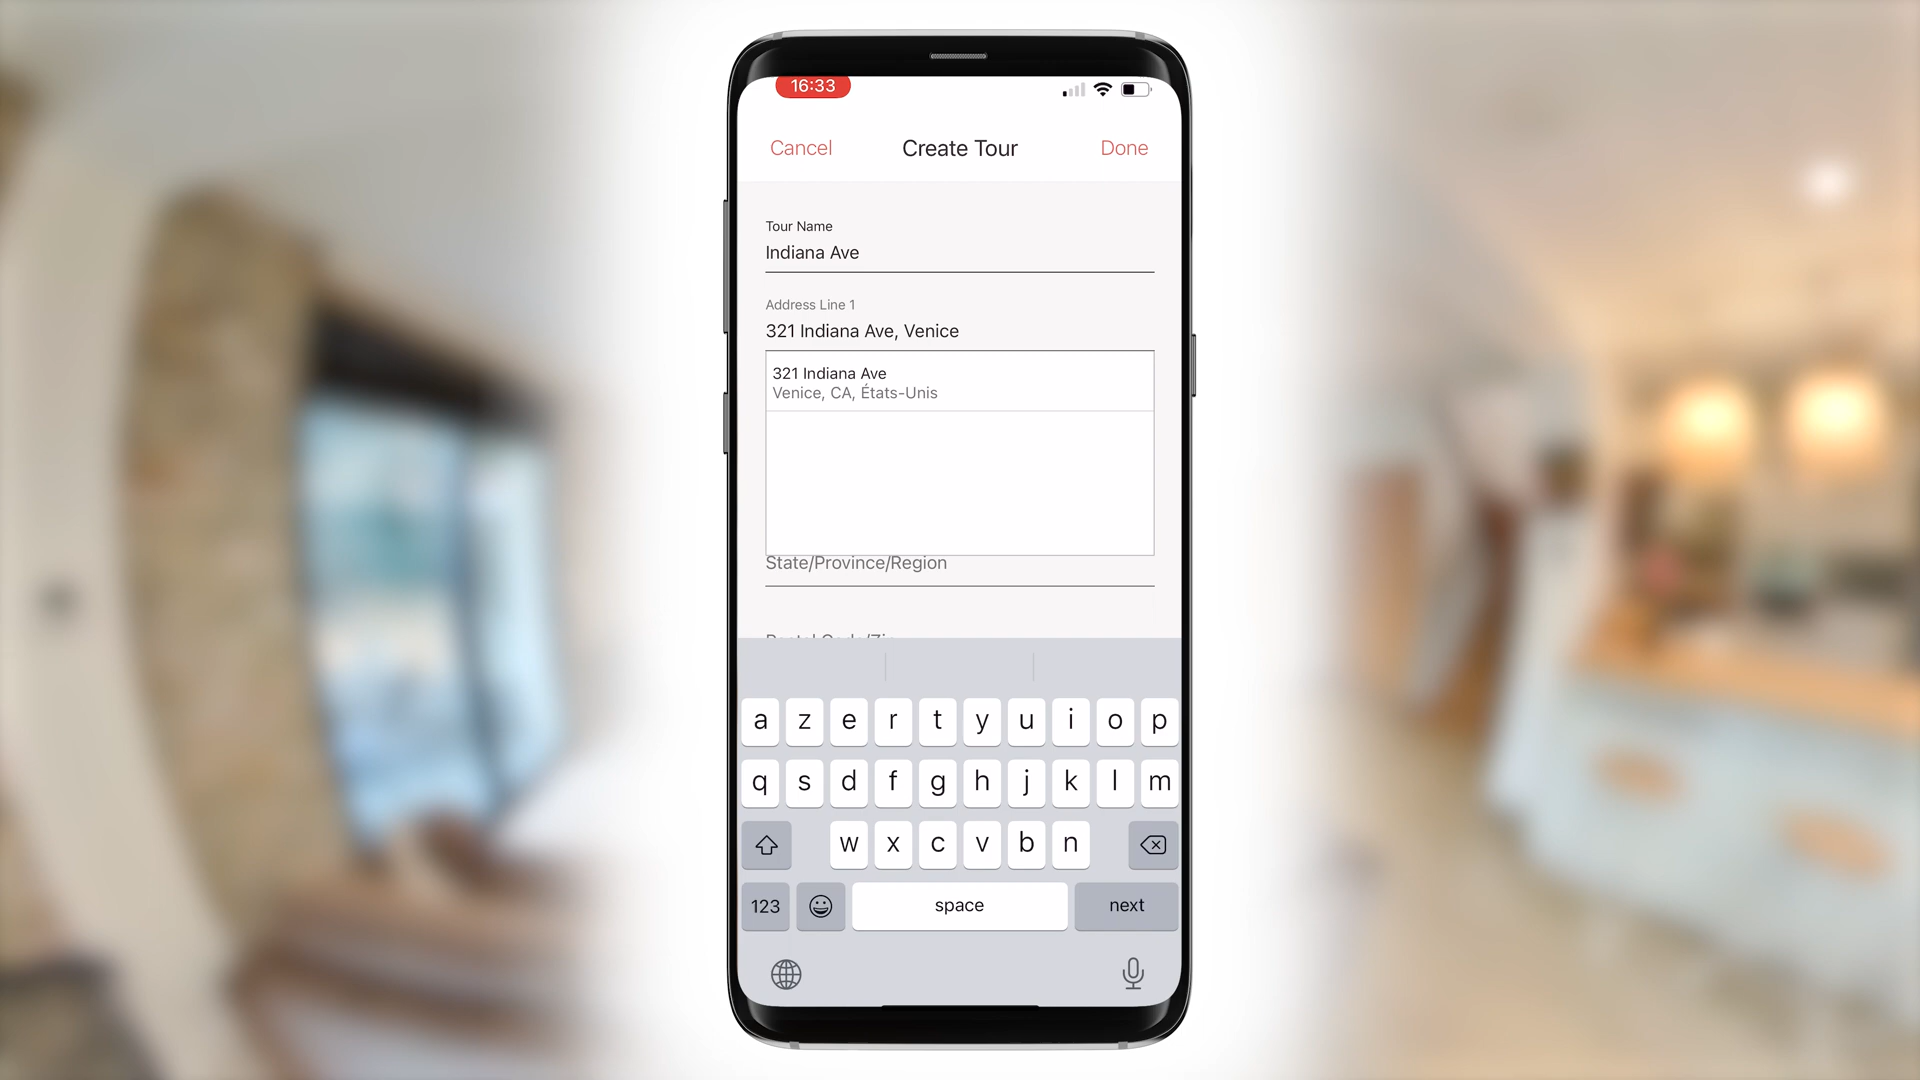 16:33
Cancel Create Tour Done
Tour Name
Indiana Ave
Address Line 1
321 Indiana Ave, Venice
321 Indiana Ave
Venice, CA, États-Unis
State/Province/Region
a z e r t y u i o p
q s d f g h j k l m
w x c v b n
123 space next